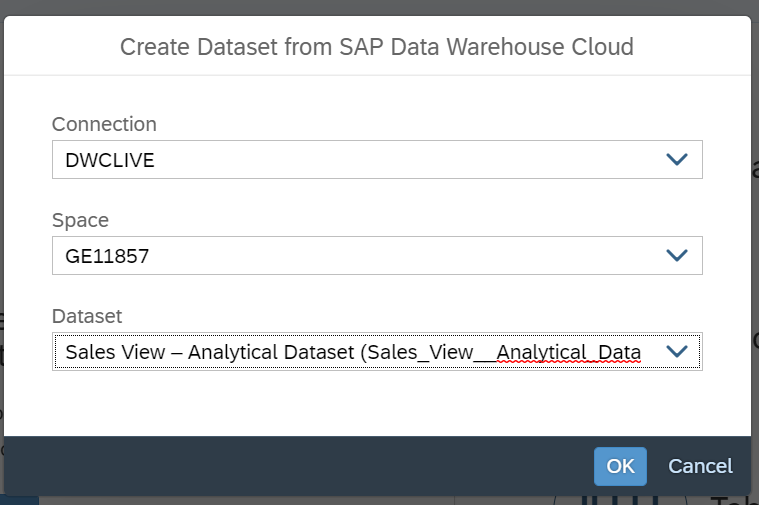 Create Dataset from SAP Data Warehouse Cloud
Connection
DWCLIVE
Space
GE11857
Dataset
Sales View – Analytical Dataset (Sales_View__Analytical_Data
OK
Cancel